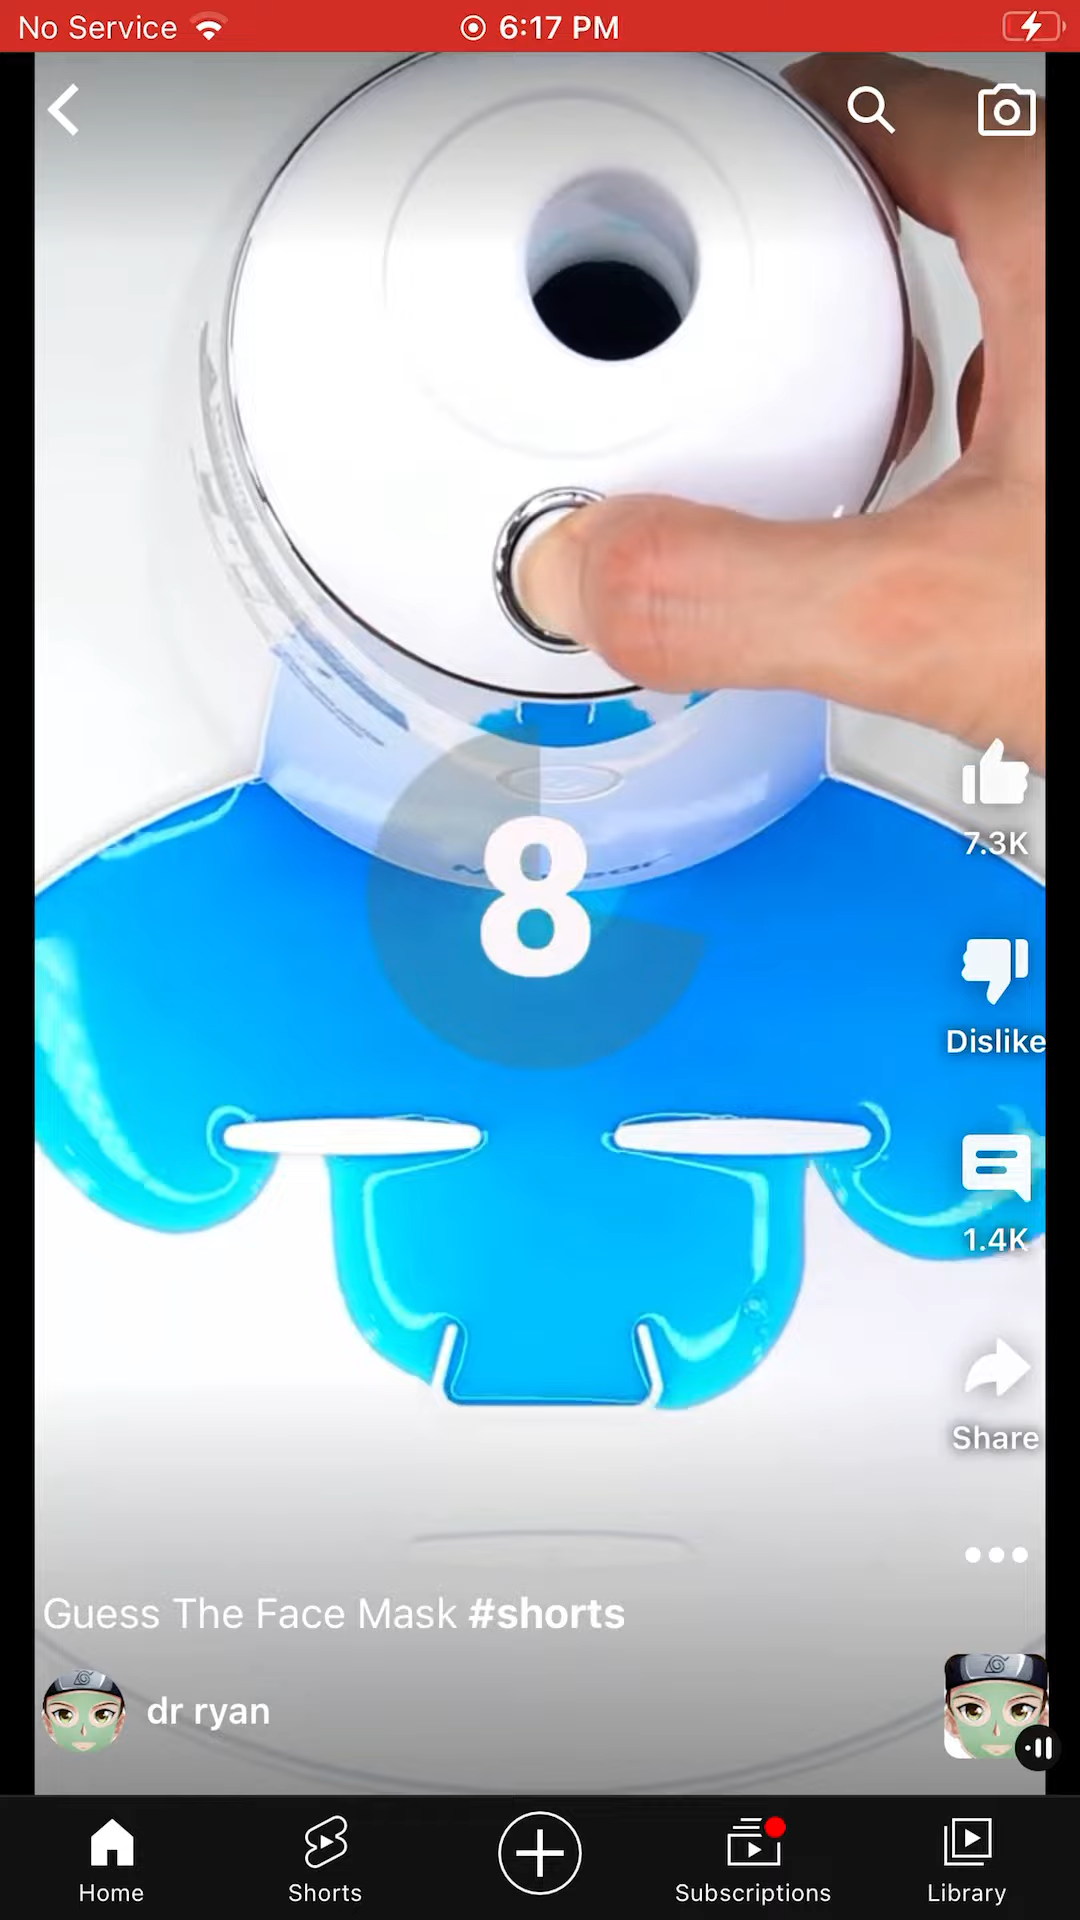 No Service
6:17 PM
8
7.3K
Dislike
1.4K
Share
Guess The Face Mask #shorts
dr ryan
Home
Shorts
Subscriptions
Library